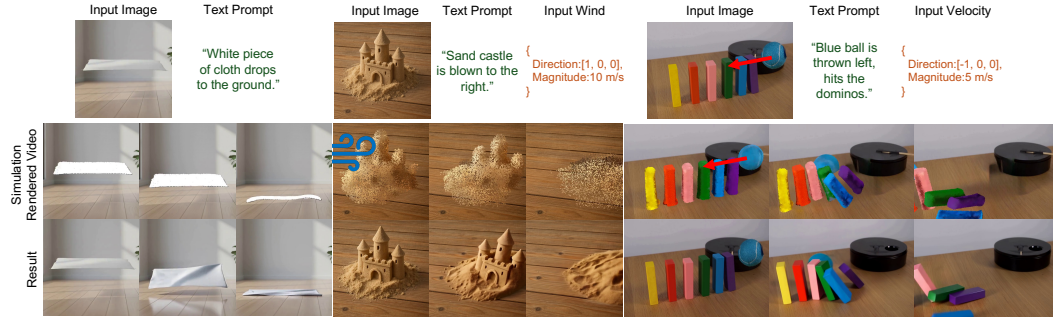 Input Image
Text Prompt
“White piece
of cloth drops
to the ground.”
Input Image
Text Prompt
Input Wind
“Sand castle
is blown to the
right.”
{
Direction:[1, 0, 0],
Magnitude:10 m/s
}
Input Image
Text Prompt
Input Velocity
“Blue ball is
thrown left,
hits the
dominos.”
{
Direction:[-1, 0, 0],
Magnitude:5 m/s
}
Simulation
Rendered Video
Result